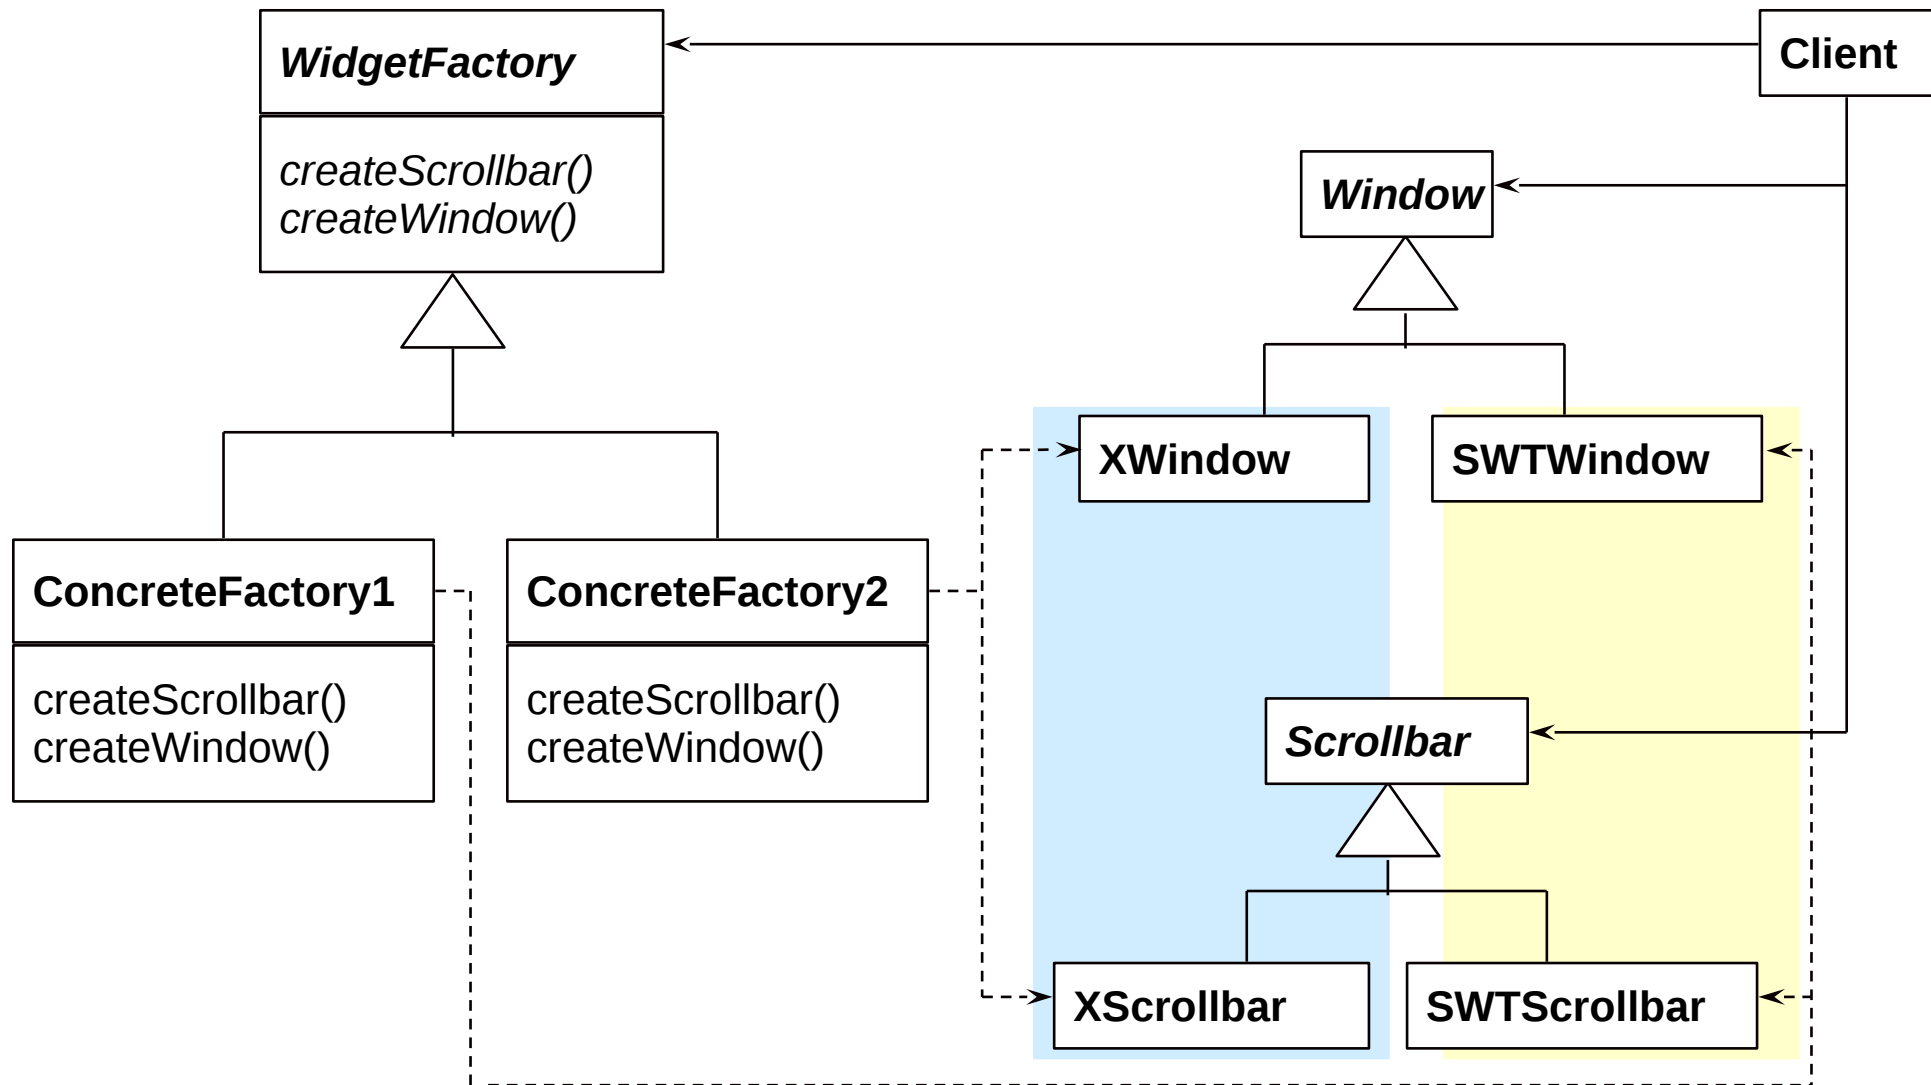 WidgetFactory
createScrollbar()
createWindow()
Client
Window
XWindow
SWTWindow
ConcreteFactory1
createScrollbar()
createWindow()
ConcreteFactory2
createScrollbar()
createWindow()
Scrollbar
XScrollbar
SWTScrollbar